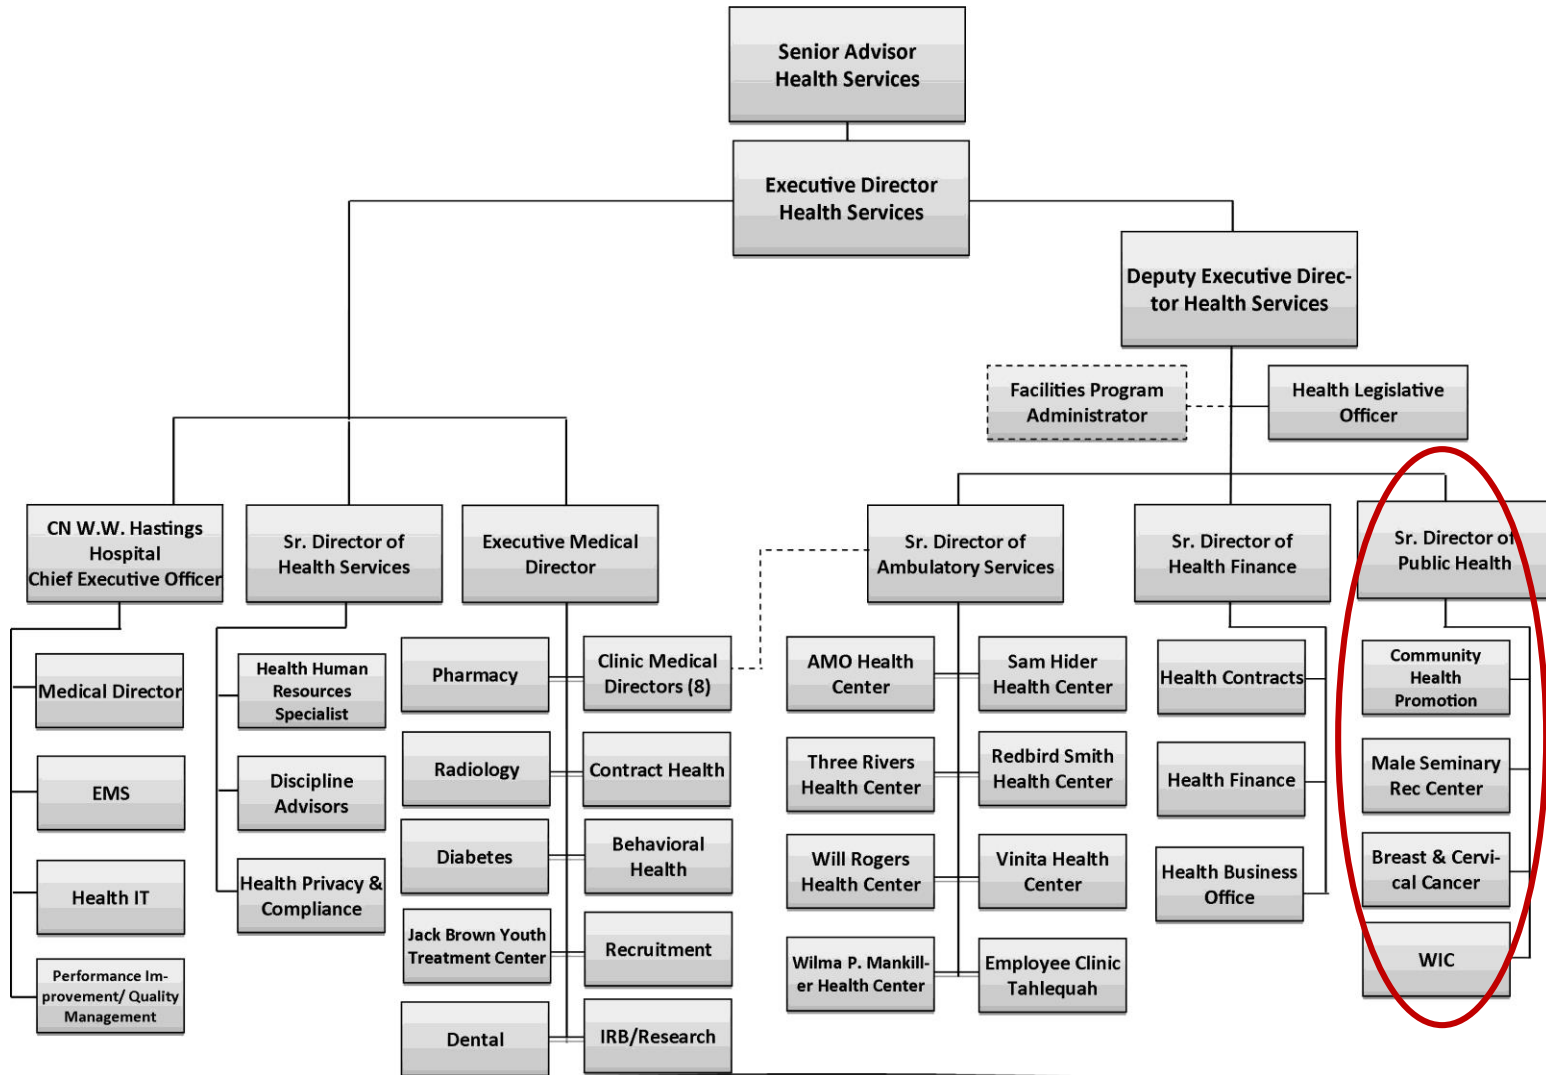 Senior Advisor
Health Services
Executive Director
Health Services
Deputy Executive Direc-
tor Health Services
Facilities Program
Administrator
Health Legislative
Officer
CN W.W. Hastings
Hospital
Chief Executive Officer
Sr. Director of
Health Services
Executive Medical
Director
Sr. Director of
Ambulatory Services
Sr. Director of
Health Finance
Sr. Director of
Public Health
Medical Director
EMS
Health IT
Performance Im-
provement/ Quality
Management
Health Human
Resources
Specialist
Discipline
Advisors
Health Privacy &
Compliance
Pharmacy
Clinic Medical
Directors (8)
Radiology
Contract Health
Diabetes
Behavioral
Health
Jack Brown Youth
Treatment Center
Recruitment
Dental
IRB/Research
AMO Health
Center
Sam Hider
Health Center
Three Rivers
Health Center
Redbird Smith
Health Center
Will Rogers
Health Center
Vinita Health
Center
Wilma P. Mankill-
er Health Center
Employee Clinic
Tahlequah
Health Contracts
Health Finance
Health Business
Office
Community
Health
Promotion
Male Seminary
Rec Center
Breast & Cervi-
cal Cancer
WIC